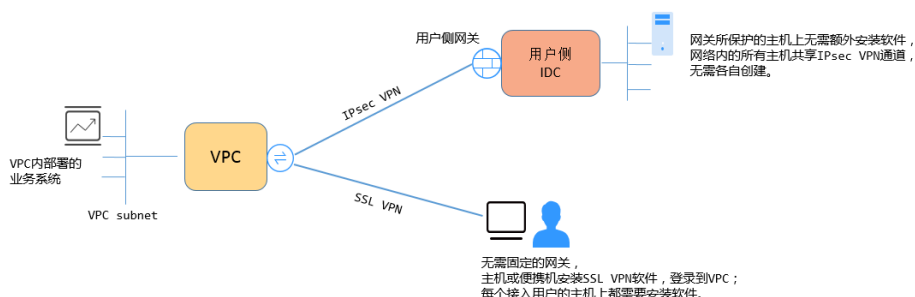 用户侧网关
用户侧
IDC
网关所保护的主机上无需额外安装软件，
网络内的所有主机共享IPsec VPN通道，
无需各自创建。
IPsec VPN
VPC
VPC内部署的
业务系统
VPC subnet
SSL VPN
无需固定的网关，
主机或便携机安装SSL VPN软件，登录到VPC；
每个接入用户的主机上都需要安装软件。